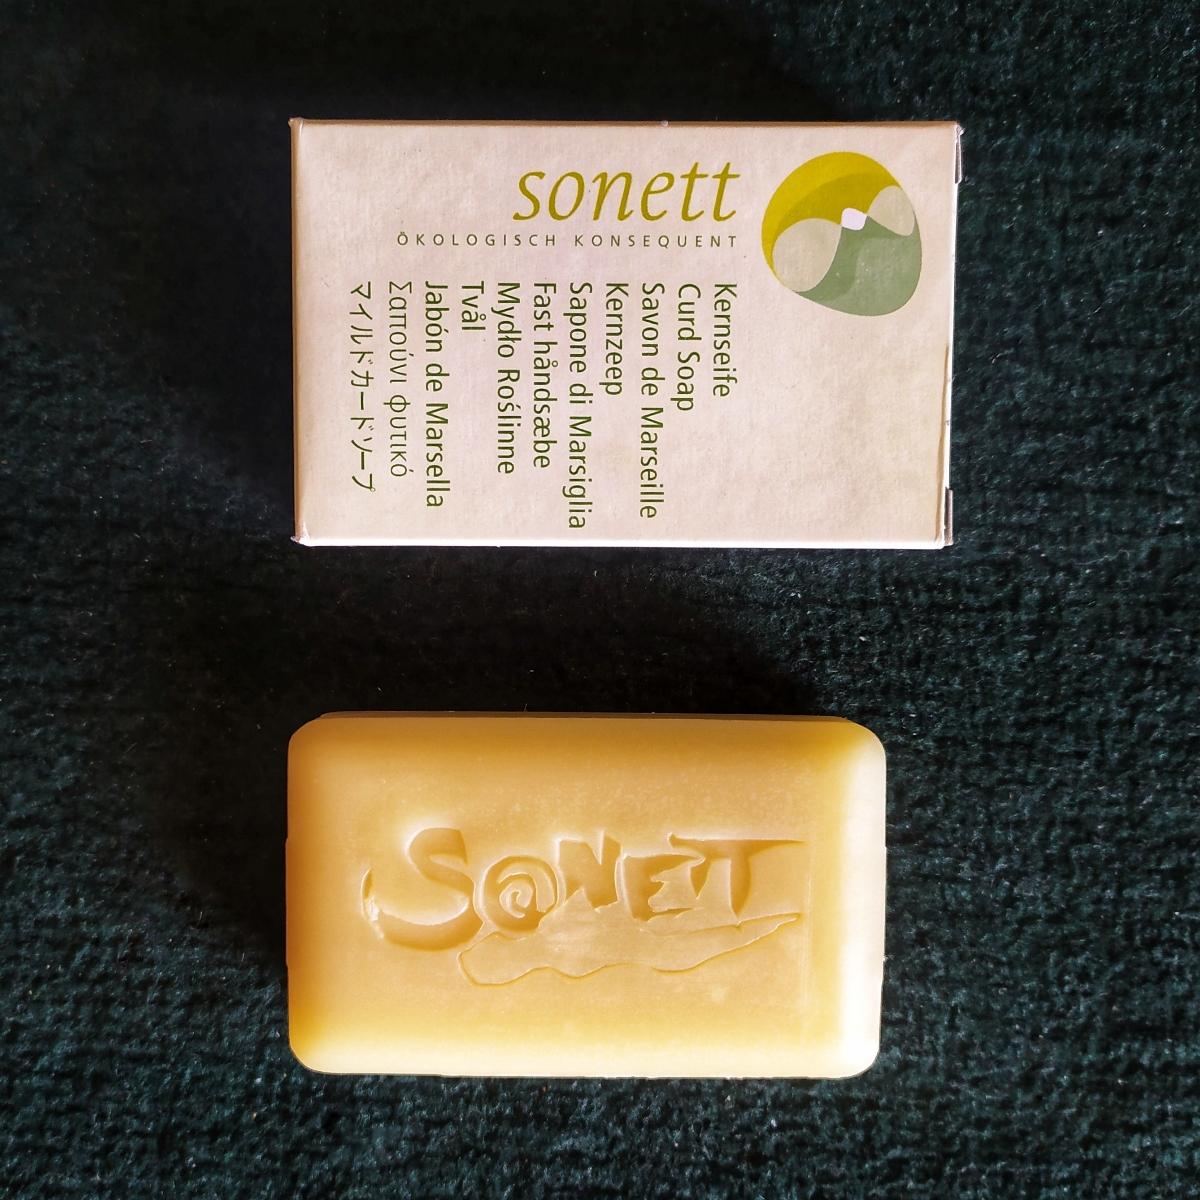 sonett
ÖKOLOGISCH KONSEQUENT
Kernseife
Curd Soap
Savon de Marseille
Kernzeep
Sapone di Marsiglia
Fast håndsæbe
Mydło Roślinne
Tvål
Jabón de Marsella
Σαπούνι φυτικό
マイルドカードソープ
SONETT